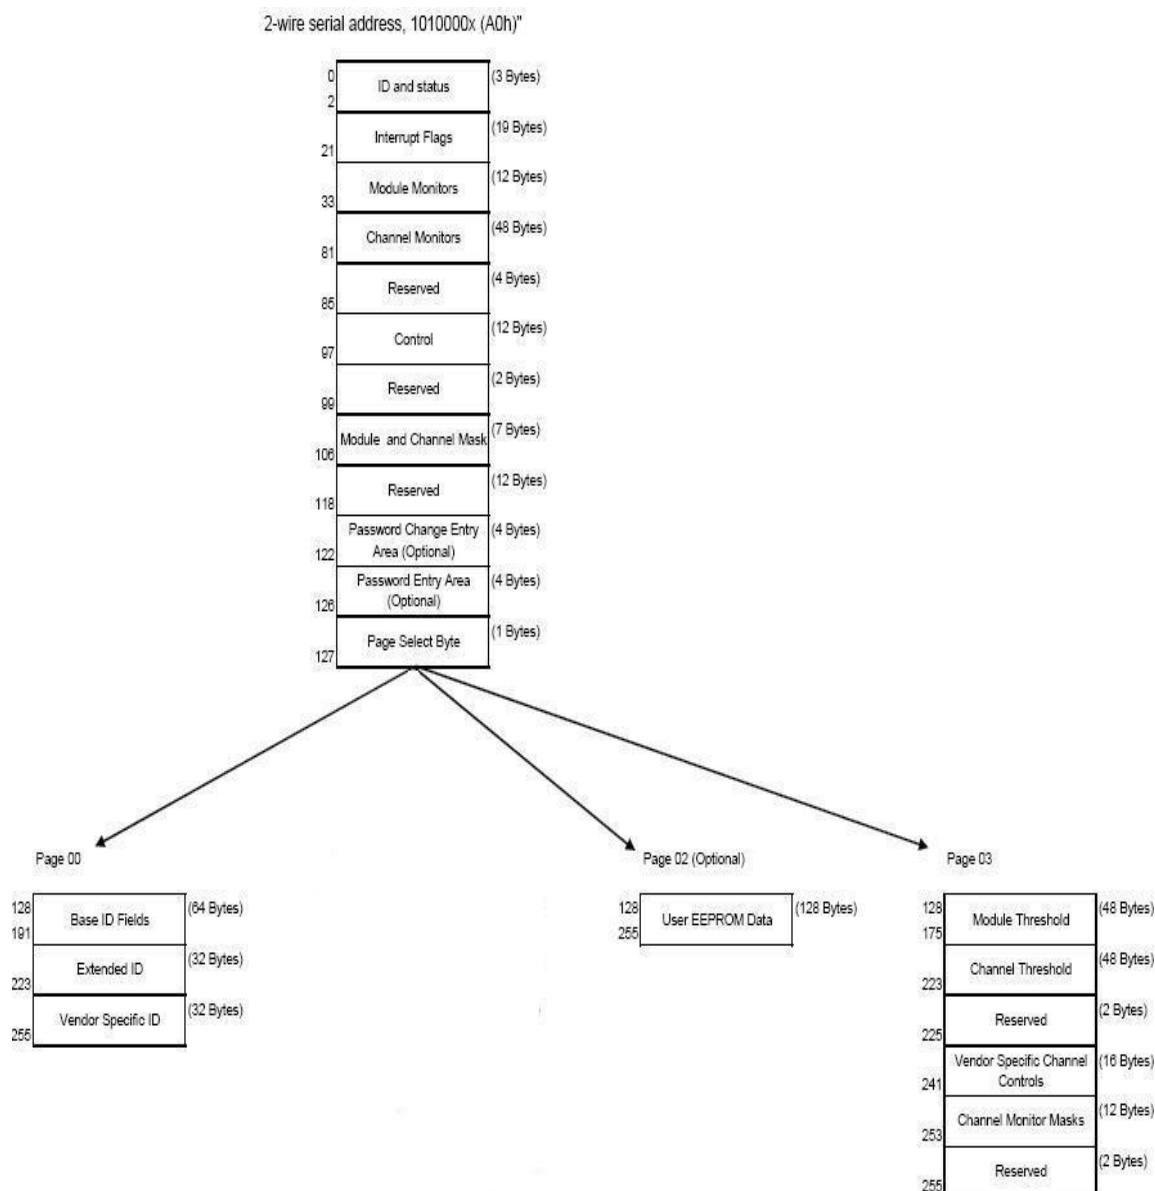 2-wire serial address, 1010000x (A0h)"
0
ID and status
(3 Bytes)
2
Interrupt Flags
(19 Bytes)
21
Module Monitors
(12 Bytes)
33
Channel Monitors
(48 Bytes)
81
Reserved
(4 Bytes)
85
Control
(12 Bytes)
97
Reserved
(2 Bytes)
99
Module and Channel Mask
(7 Bytes)
106
Reserved
(12 Bytes)
118
Password Change Entry
Area (Optional)
(4 Bytes)
122
Password Entry Area
(Optional)
(4 Bytes)
126
Page Select Byte
(1 Bytes)
127
Page 00
128
Base ID Fields
(64 Bytes)
191
Extended ID
(32 Bytes)
223
Vendor Specific ID
(32 Bytes)
255
Page 02 (Optional)
128
User EEPROM Data
(128 Bytes)
255
Page 03
128
Module Threshold
(48 Bytes)
175
Channel Threshold
(48 Bytes)
223
Reserved
(2 Bytes)
225
Vendor Specific Channel
Controls
(16 Bytes)
241
Channel Monitor Masks
(12 Bytes)
253
Reserved
(2 Bytes)
255